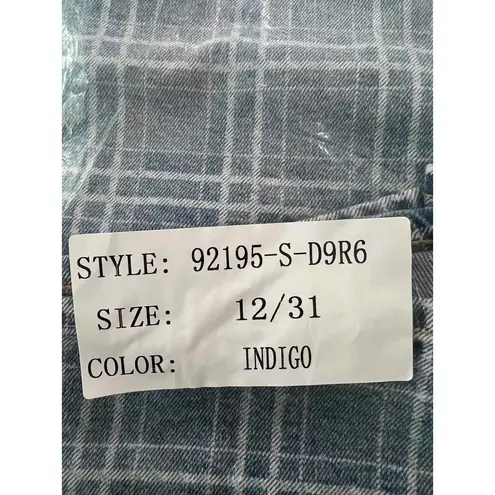 STYLE: 92195-S-D9R6
SIZE: 12/31
COLOR: INDIGO